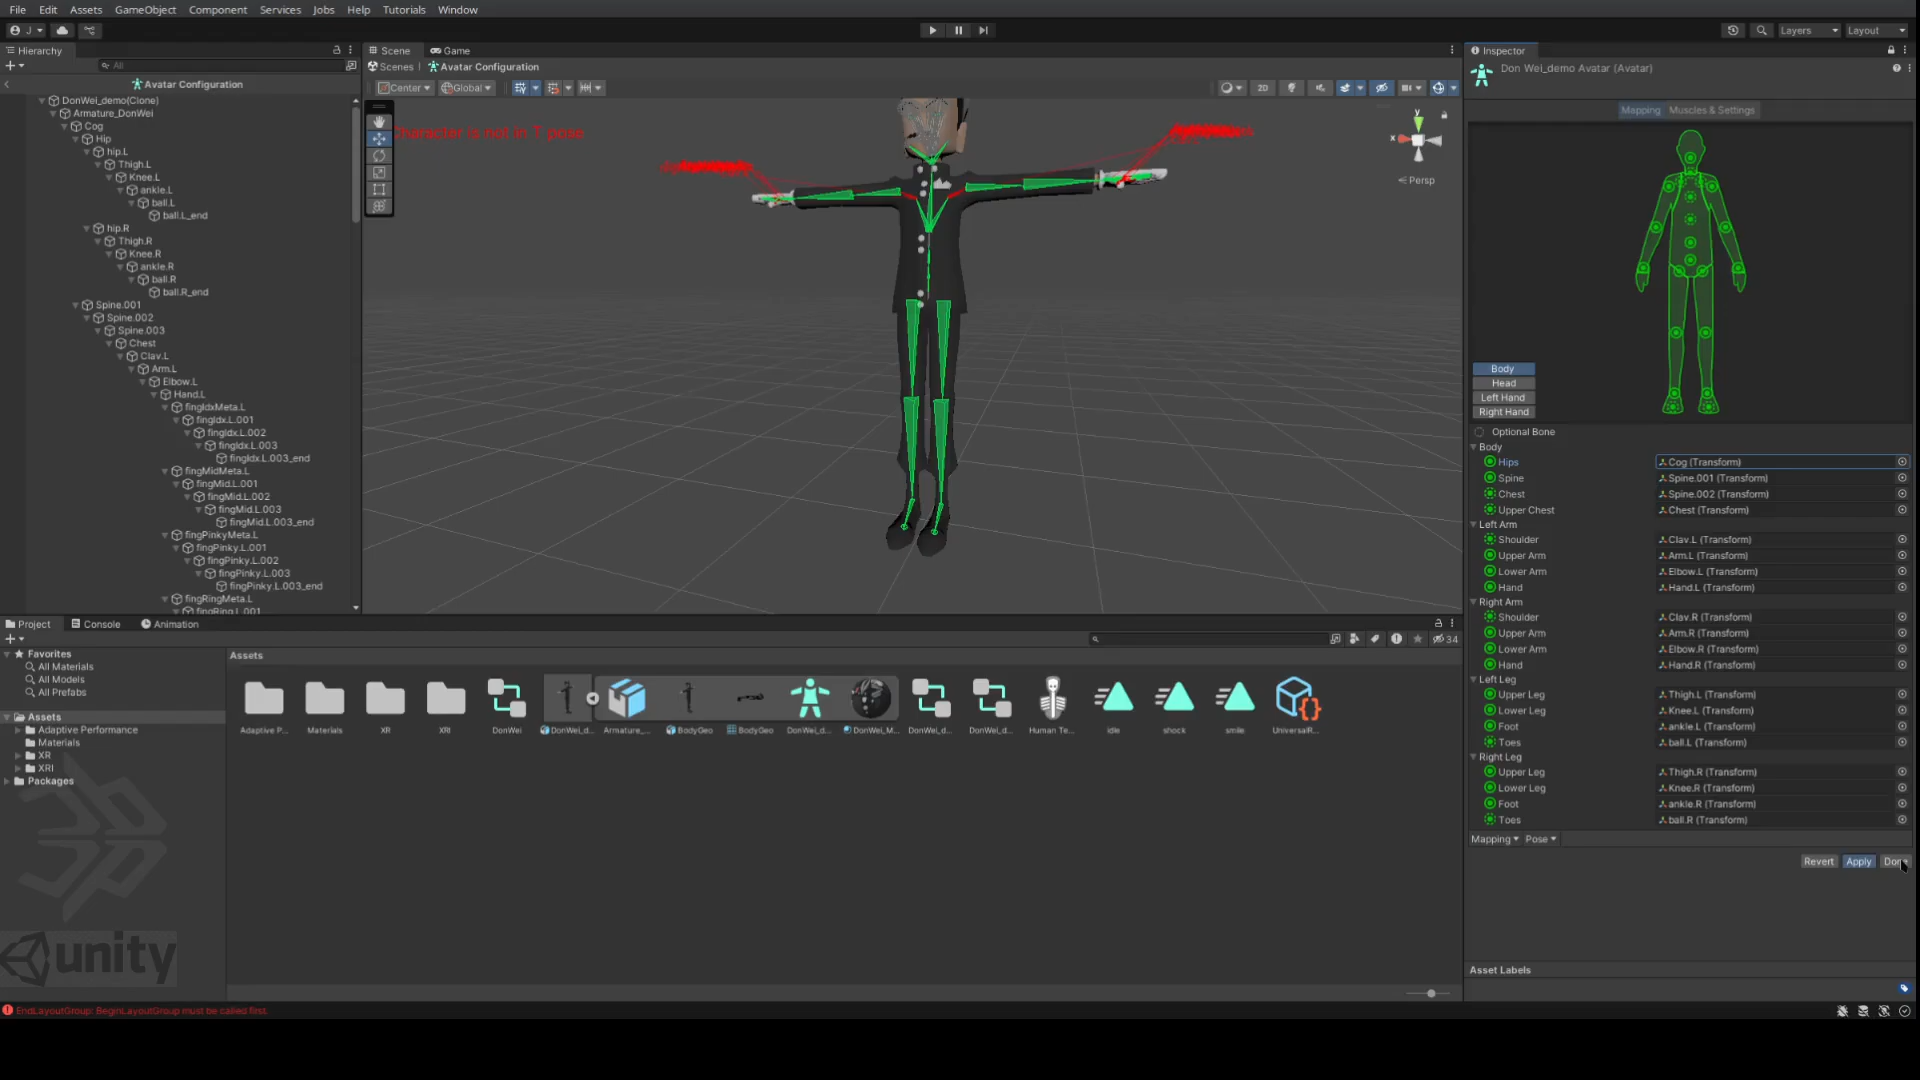 File Edit Assets GameObject Component Services Jobs Help Tutorials Window
J
Layers Layout
Hierarchy
All
Avatar Configuration
DonWei_demo(Clone)
Armature_DonWei
Cog
Hip
hip.L
Thigh.L
Knee.L
ankle.L
ball.L
ball.L_end
hip.R
Thigh.R
Knee.R
ankle.R
ball.R
ball.R_end
Spine.001
Spine.002
Spine.003
Chest
Clav.L
Arm.L
Elbow.L
Hand.L
fingIdxMeta.L
fingIdx.L.001
fingIdx.L.002
fingIdx.L.003
fingIdx.L.003_end
fingMidMeta.L
fingMid.L.001
fingMid.L.002
fingMid.L.003
fingMid.L.003_end
fingPinkyMeta.L
fingPinky.L.001
fingPinky.L.002
fingPinky.L.003
fingPinky.L.003_end
fingRingMeta.L
fingRing.L.001
Scene Game
Scenes Avatar Configuration
Center Global 2D
Character is not in T pose
y
x
Persp
Inspector
Don Wei_demo Avatar (Avatar)
Mapping Muscles & Settings
Body
Head
Left Hand
Right Hand
Optional Bone
Body
Hips Cog (Transform)
Spine Spine.001 (Transform)
Chest Spine.002 (Transform)
Upper Chest Chest (Transform)
Left Arm
Shoulder Clav.L (Transform)
Upper Arm Arm.L (Transform)
Lower Arm Elbow.L (Transform)
Hand Hand.L (Transform)
Right Arm
Shoulder Clav.R (Transform)
Upper Arm Arm.R (Transform)
Lower Arm Elbow.R (Transform)
Hand Hand.R (Transform)
Left Leg
Upper Leg Thigh.L (Transform)
Lower Leg Knee.L (Transform)
Foot ankle.L (Transform)
Toes ball.L (Transform)
Right Leg
Upper Leg Thigh.R (Transform)
Lower Leg Knee.R (Transform)
Foot ankle.R (Transform)
Toes ball.R (Transform)
Mapping Pose
Revert Apply Done
Asset Labels
Project Console Animation
34
Favorites
All Materials
All Models
All Prefabs
Assets
Adaptive Performance
Materials
XR
XRI
Packages
Assets
Adaptive P... Materials XR XRI DonWei DonWei_d... Armature_... BodyGeo BodyGeo DonWei_d... DonWei_M... DonWei_d... DonWei_d... Human Te... idle shock smile UniversalR...
unity
EndLayoutGroup: BeginLayoutGroup must be called first.